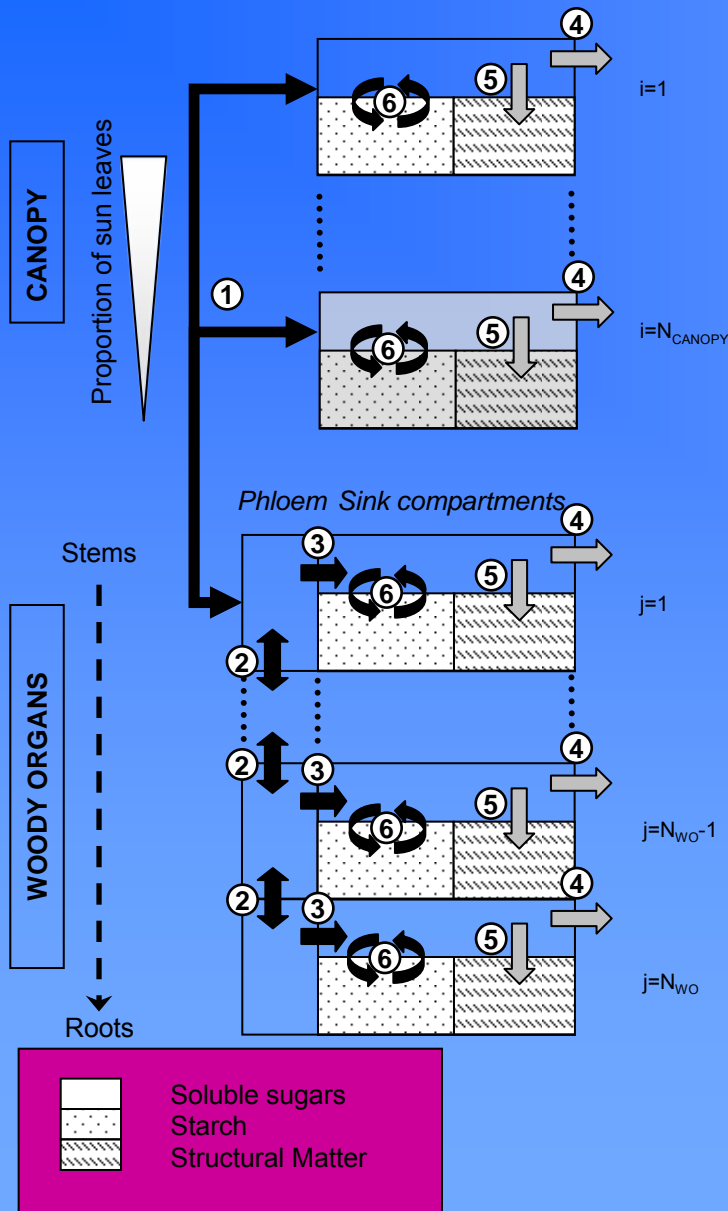 4
5
6
i=1
CANOPY
Proportion of sun leaves
1
4
5
6
i=N_CANOPY
Phloem Sink compartments
4
Stems
3
5
6
j=1
WOODY ORGANS
2
2
4
3
5
6
j=N_WO-1
2
4
3
5
6
j=N_WO
Roots
Soluble sugars
Starch
Structural Matter